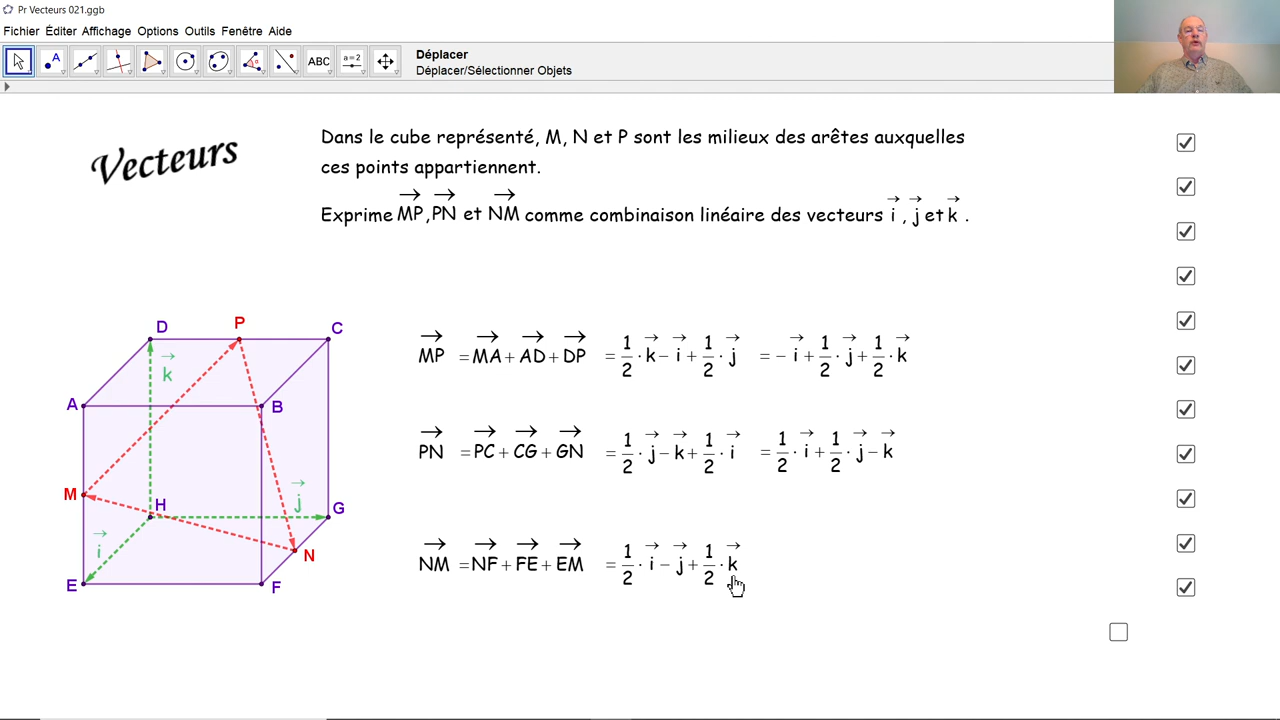 Pr Vecteurs 021.ggb
Fichier Éditer Affichage Options Outils Fenêtre Aide
A ABC a=2 Déplacer
Déplacer/Sélectionner Objets
Vecteurs
Dans le cube représenté, M, N et P sont les milieux des arêtes auxquelles
ces points appartiennent.
Exprime MP⃗, PN⃗ et NM⃗ comme combinaison linéaire des vecteurs i⃗, j⃗ et k⃗ .
MP⃗ = MA⃗ + AD⃗ + DP⃗ = 1/2 · k⃗ − i⃗ + 1/2 · j⃗ = − i⃗ + 1/2 · j⃗ + 1/2 · k⃗
PN⃗ = PC⃗ + CG⃗ + GN⃗ = 1/2 · j⃗ − k⃗ + 1/2 · i⃗ = 1/2 · i⃗ + 1/2 · j⃗ − k⃗
NM⃗ = NF⃗ + FE⃗ + EM⃗ = 1/2 · i⃗ − j⃗ + 1/2 · k⃗
D P C
k⃗
A B
M H j⃗ G
i⃗ N
E F